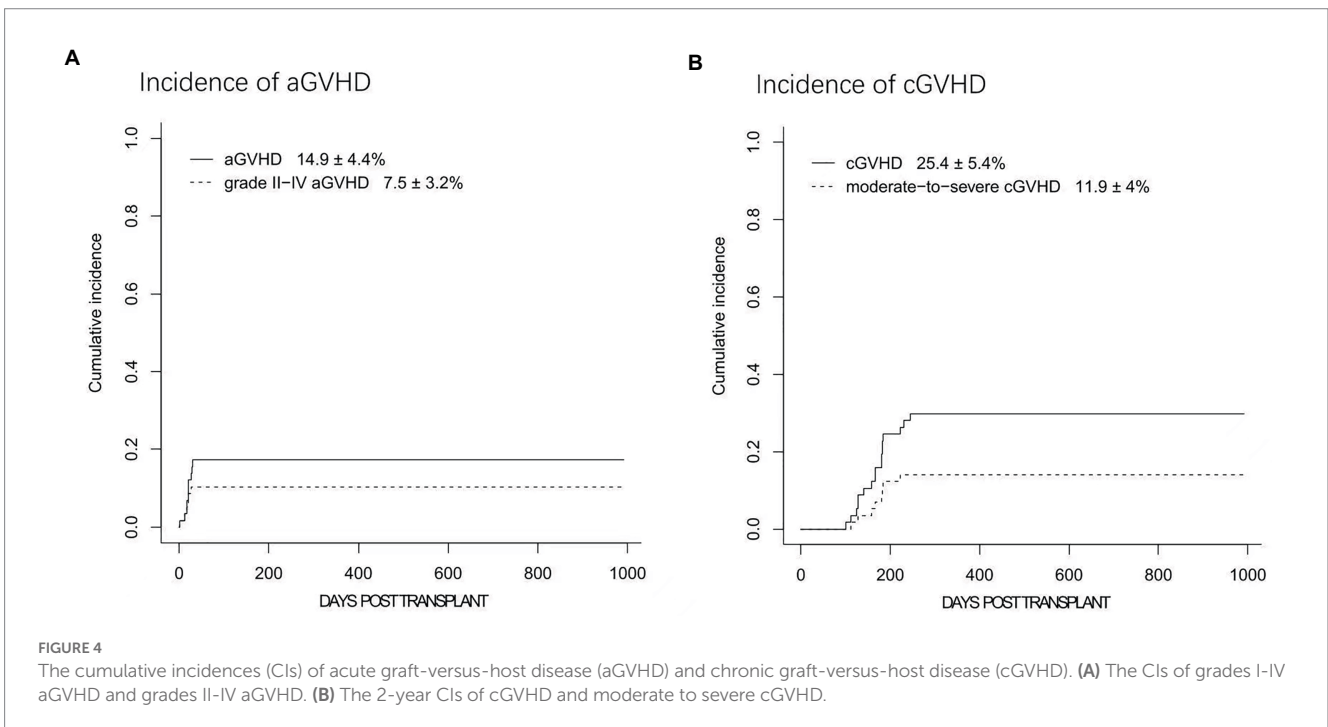 A
Incidence of aGVHD
1.0
0.8
0.6
0.4
0.2
0.0
Cumulative incidence
aGVHD 14.9 ± 4.4%
grade II−IV aGVHD 7.5 ± 3.2%
0 200 400 600 800 1000
DAYS POST TRANSPLANT
B
Incidence of cGVHD
1.0
0.8
0.6
0.4
0.2
0.0
Cumulative incidence
cGVHD 25.4 ± 5.4%
moderate−to−severe cGVHD 11.9 ± 4%
0 200 400 600 800 1000
DAYS POST TRANSPLANT
FIGURE 4
The cumulative incidences (CIs) of acute graft-versus-host disease (aGVHD) and chronic graft-versus-host disease (cGVHD). (A) The CIs of grades I-IV
aGVHD and grades II-IV aGVHD. (B) The 2-year CIs of cGVHD and moderate to severe cGVHD.